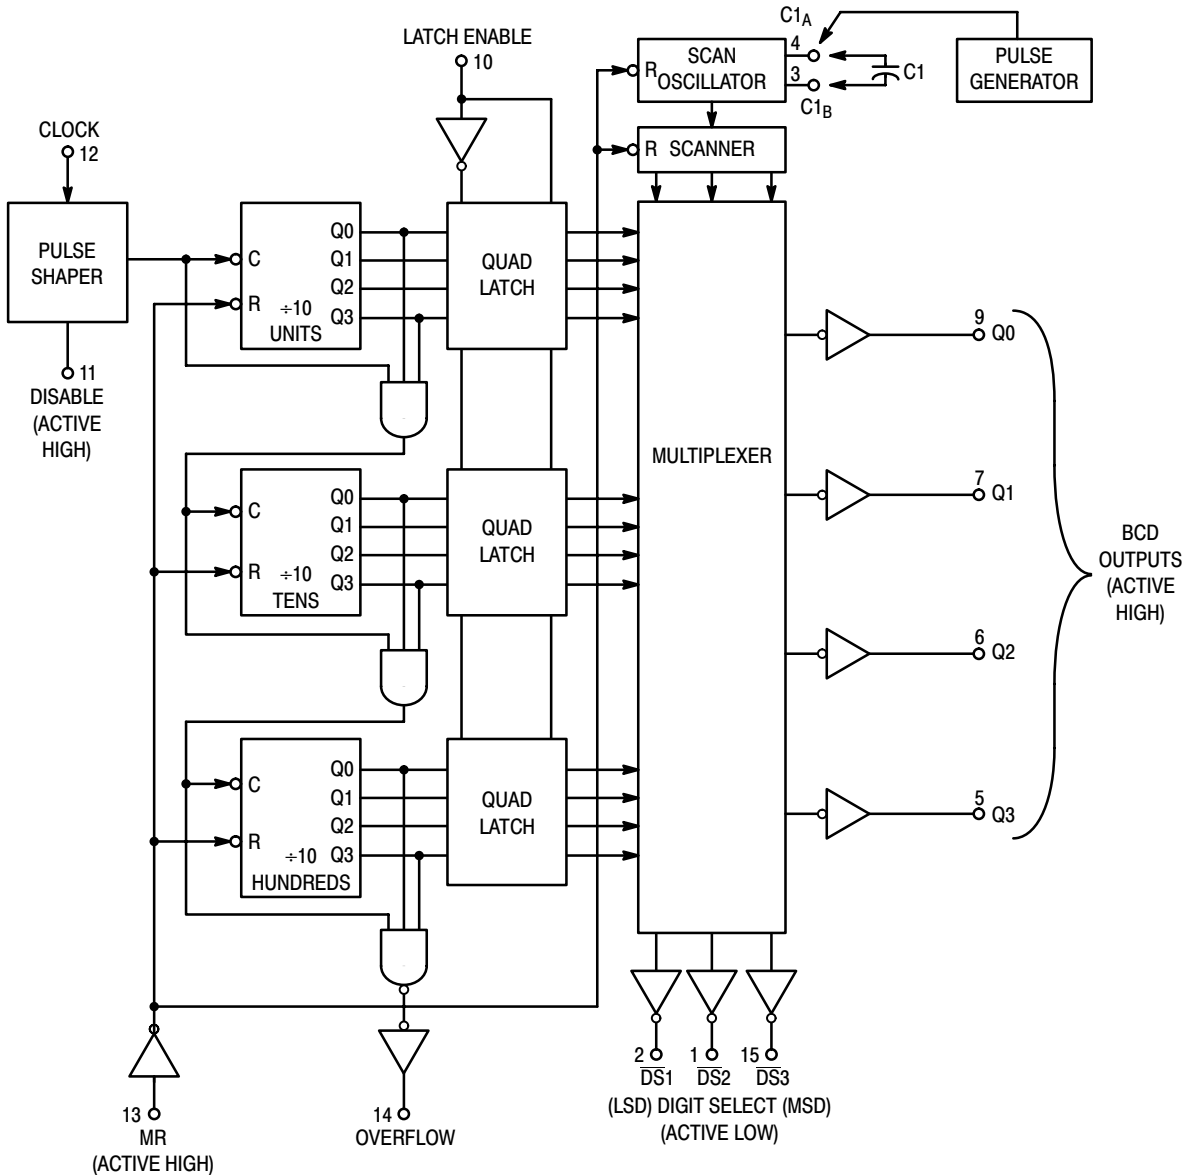 LATCH ENABLE
10
C1A
4
3
C1B
C1
SCAN
OSCILLATOR
R
PULSE
GENERATOR
CLOCK
12
R SCANNER
PULSE
SHAPER
C
R
Q0
Q1
Q2
Q3
÷10
UNITS
QUAD
LATCH
11
DISABLE
(ACTIVE
HIGH)
9 Q0
C
R
Q0
Q1
Q2
Q3
÷10
TENS
QUAD
LATCH
MULTIPLEXER
7 Q1
BCD
OUTPUTS
(ACTIVE
HIGH)
6 Q2
C
R
Q0
Q1
Q2
Q3
÷10
HUNDREDS
QUAD
LATCH
5 Q3
13
MR
(ACTIVE HIGH)
14
OVERFLOW
2 1 15
D̅S̅1̅ D̅S̅2̅ D̅S̅3̅
(LSD) DIGIT SELECT (MSD)
(ACTIVE LOW)